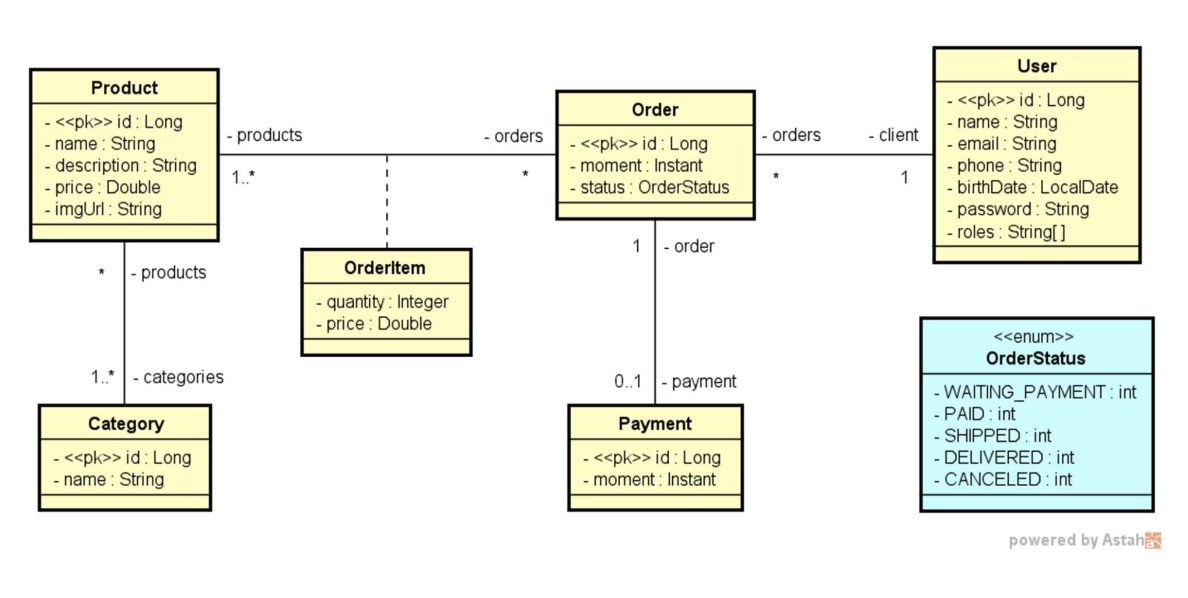 Product
- <<pk>> id : Long
- name : String
- description : String
- price : Double
- imgUrl : String
- products
1..*
- orders
*
Order
- <<pk>> id : Long
- moment : Instant
- status : OrderStatus
- orders
*
- client
1
User
- <<pk>> id : Long
- name : String
- email : String
- phone : String
- birthDate : LocalDate
- password : String
- roles : String[ ]
OrderItem
- quantity : Integer
- price : Double
* - products
1..* - categories
Category
- <<pk>> id : Long
- name : String
1 - order
0..1 - payment
Payment
- <<pk>> id : Long
- moment : Instant
<<enum>>
OrderStatus
- WAITING_PAYMENT : int
- PAID : int
- SHIPPED : int
- DELIVERED : int
- CANCELED : int
powered by Astah